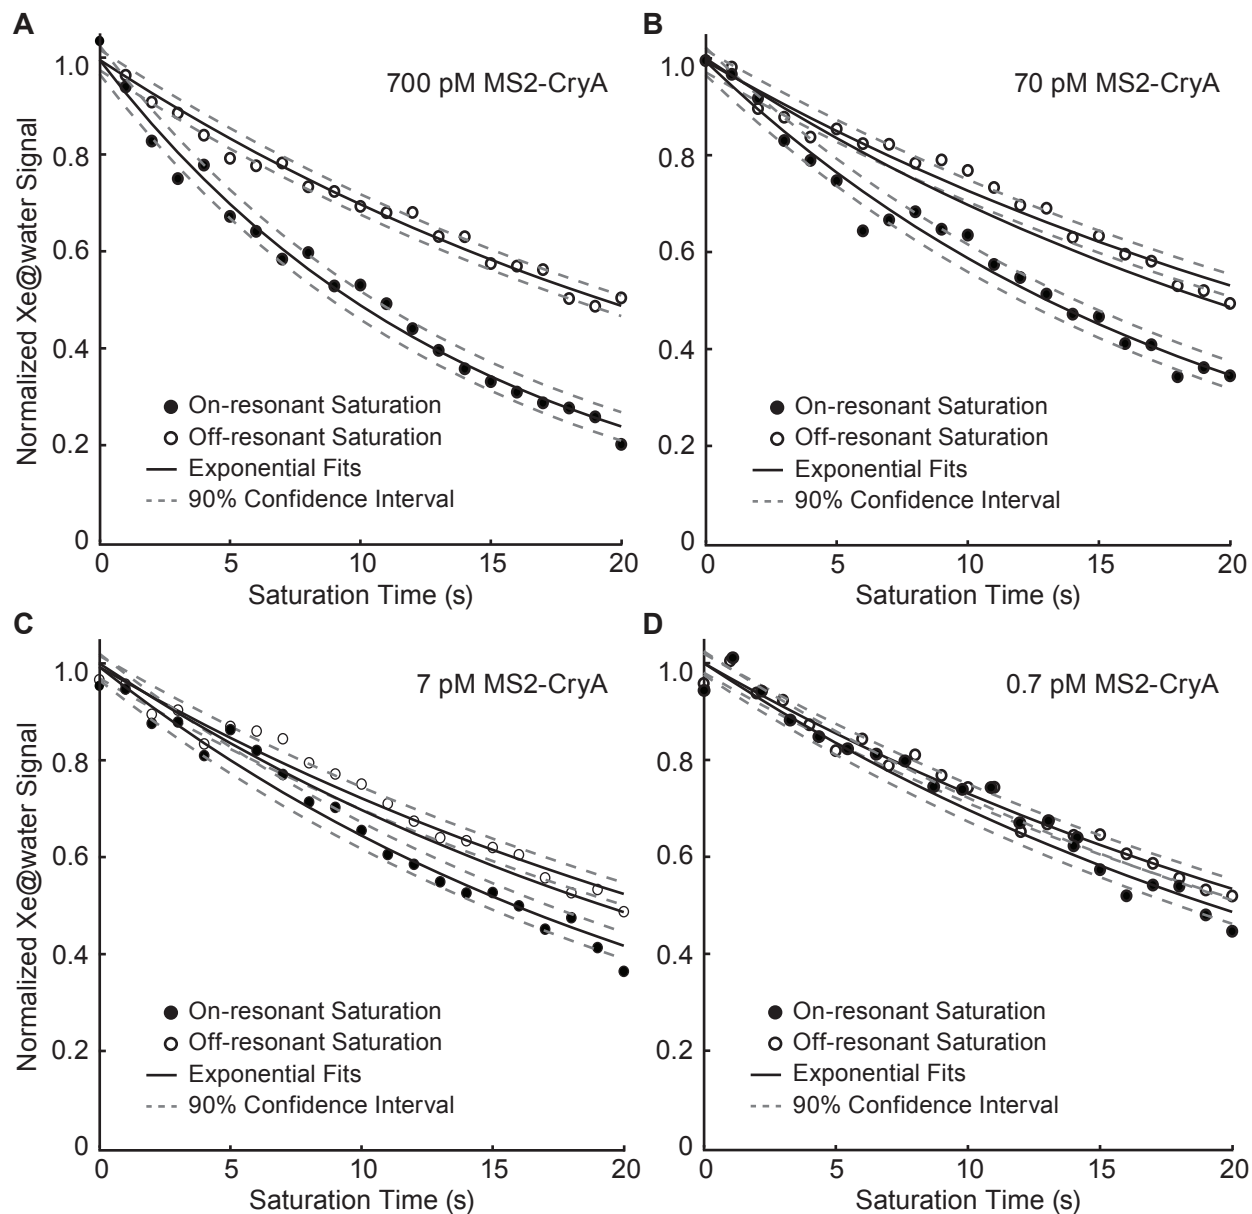 A
Normalized Xe@water Signal
1.0
0.8
0.6
0.4
0.2
0
700 pM MS2-CryA
On-resonant Saturation
Off-resonant Saturation
Exponential Fits
90% Confidence Interval
0 5 10 15 20
Saturation Time (s)
B
1.0
0.8
0.6
0.4
0.2
0
70 pM MS2-CryA
On-resonant Saturation
Off-resonant Saturation
Exponential Fits
90% Confidence Interval
0 5 10 15 20
Saturation Time (s)
C
Normalized Xe@water Signal
1.0
0.8
0.6
0.4
0.2
0
7 pM MS2-CryA
On-resonant Saturation
Off-resonant Saturation
Exponential Fits
90% Confidence Interval
0 5 10 15 20
Saturation Time (s)
D
1.0
0.8
0.6
0.4
0.2
0
0.7 pM MS2-CryA
On-resonant Saturation
Off-resonant Saturation
Exponential Fits
90% Confidence Interval
0 5 10 15 20
Saturation Time (s)